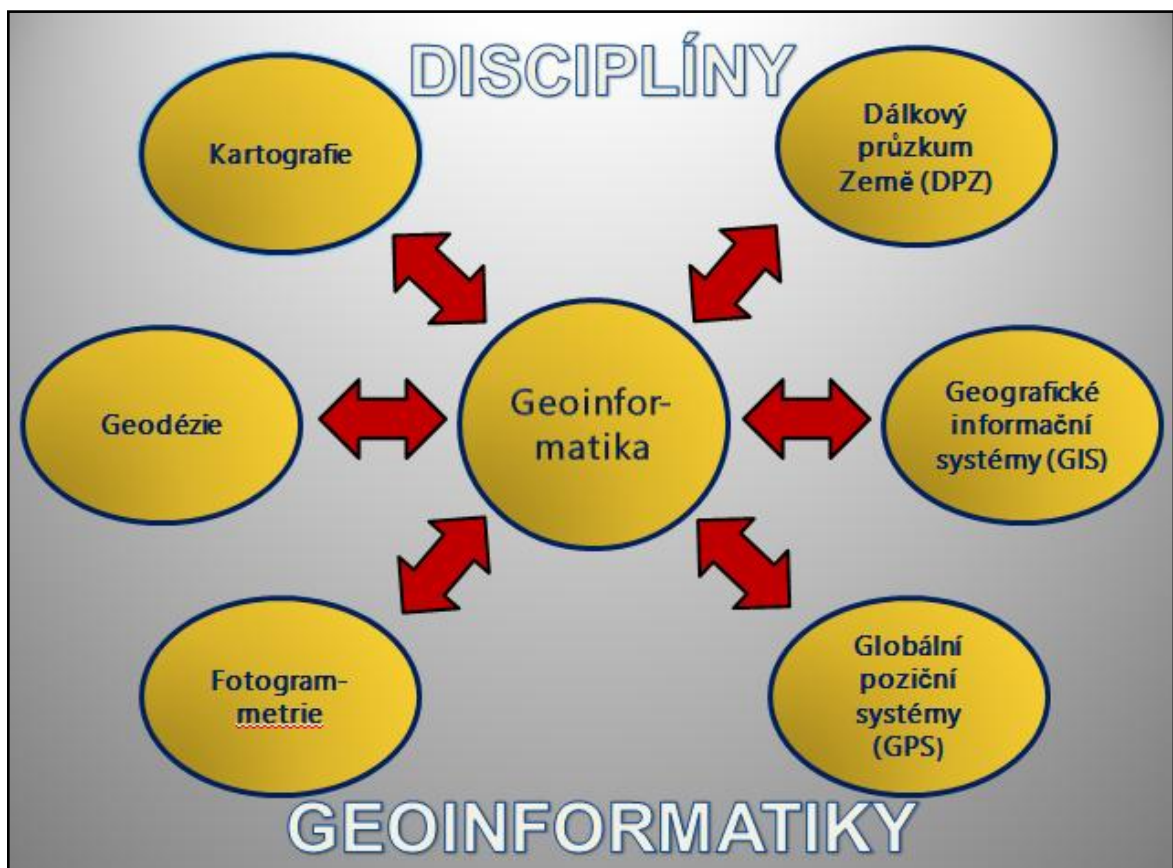 DISCIPLÍNY
Kartografie
Dálkový
průzkum
Země (DPZ)
Geodézie
Geoinfor-
matika
Geografické
informační
systémy (GIS)
Fotogram-
metrie
Globální
poziční
systémy
(GPS)
GEOINFORMATIKY